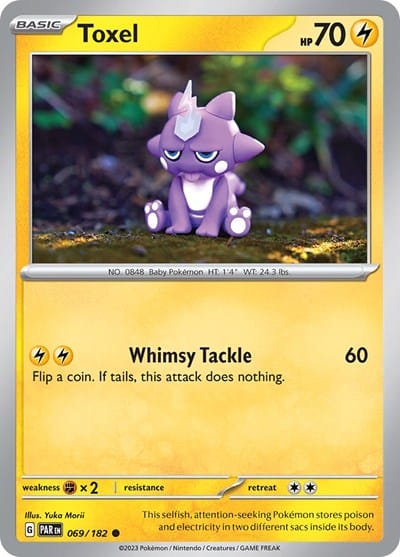 BASIC Toxel HP 70
NO. 0848 Baby Pokémon HT: 1'4" WT: 24.3 lbs.
Whimsy Tackle 60
Flip a coin. If tails, this attack does nothing.
weakness ×2 resistance retreat
Illus. Yuka Morii
G PAR EN 069/182
This selfish, attention-seeking Pokémon stores poison
and electricity in two different sacs inside its body.
©2023 Pokémon / Nintendo / Creatures / GAME FREAK